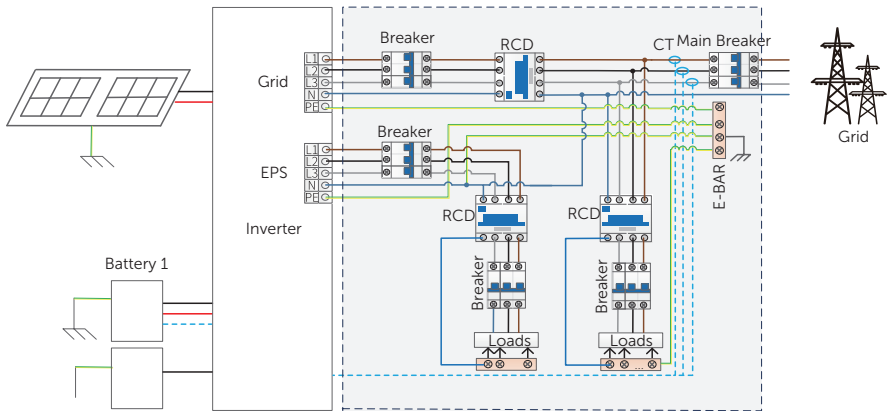 Breaker
RCD
CT
Main Breaker
L1
L2
L3
N
PE
Grid
Grid
Breaker
L1
L2
L3
N
PE
EPS
E-BAR
Inverter
RCD
RCD
Battery 1
Breaker
Breaker
Loads
Loads
...